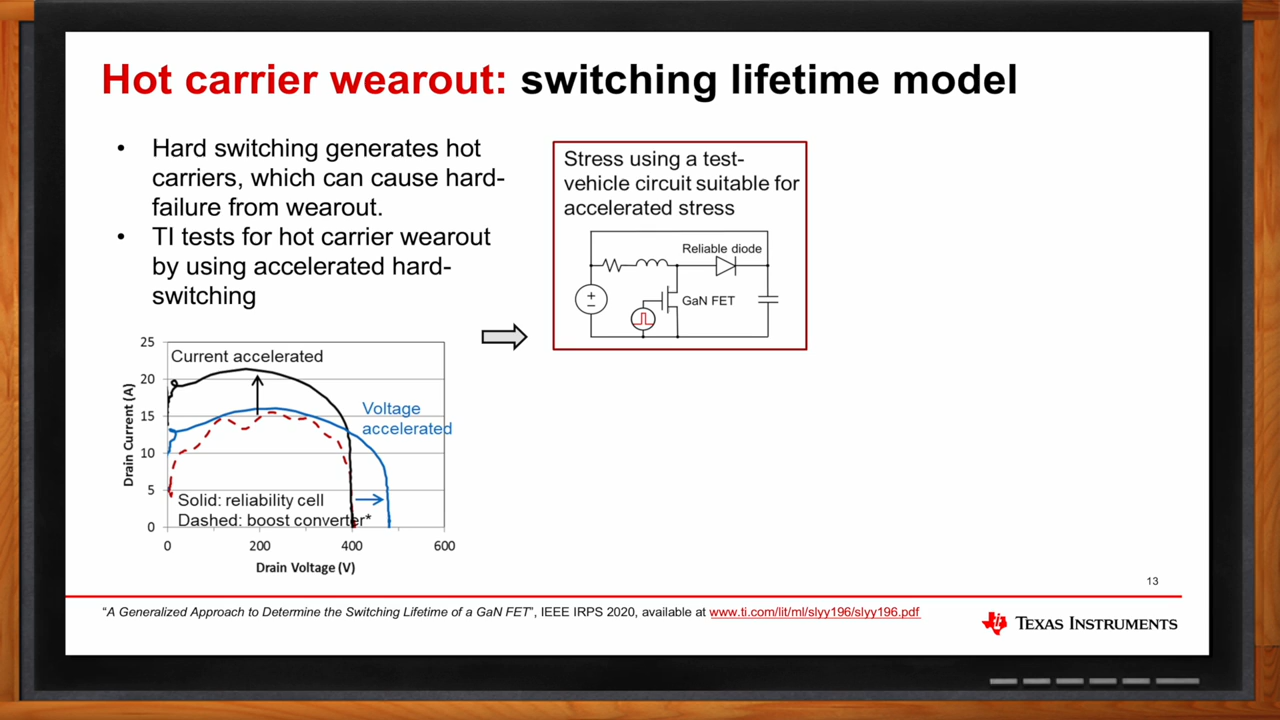 Hot carrier wearout: switching lifetime model
• Hard switching generates hot
carriers, which can cause hard-
failure from wearout.
• TI tests for hot carrier wearout
by using accelerated hard-
switching
Stress using a test-
vehicle circuit suitable for
accelerated stress
Reliable diode
GaN FET
+
−
25
20
15
10
5
0
Drain Current (A)
Current accelerated
Voltage
accelerated
Solid: reliability cell
Dashed: boost converter*
0 200 400 600
Drain Voltage (V)
13
“A Generalized Approach to Determine the Switching Lifetime of a GaN FET”, IEEE IRPS 2020, available at www.ti.com/lit/ml/slyy196/slyy196.pdf
ti TEXAS INSTRUMENTS